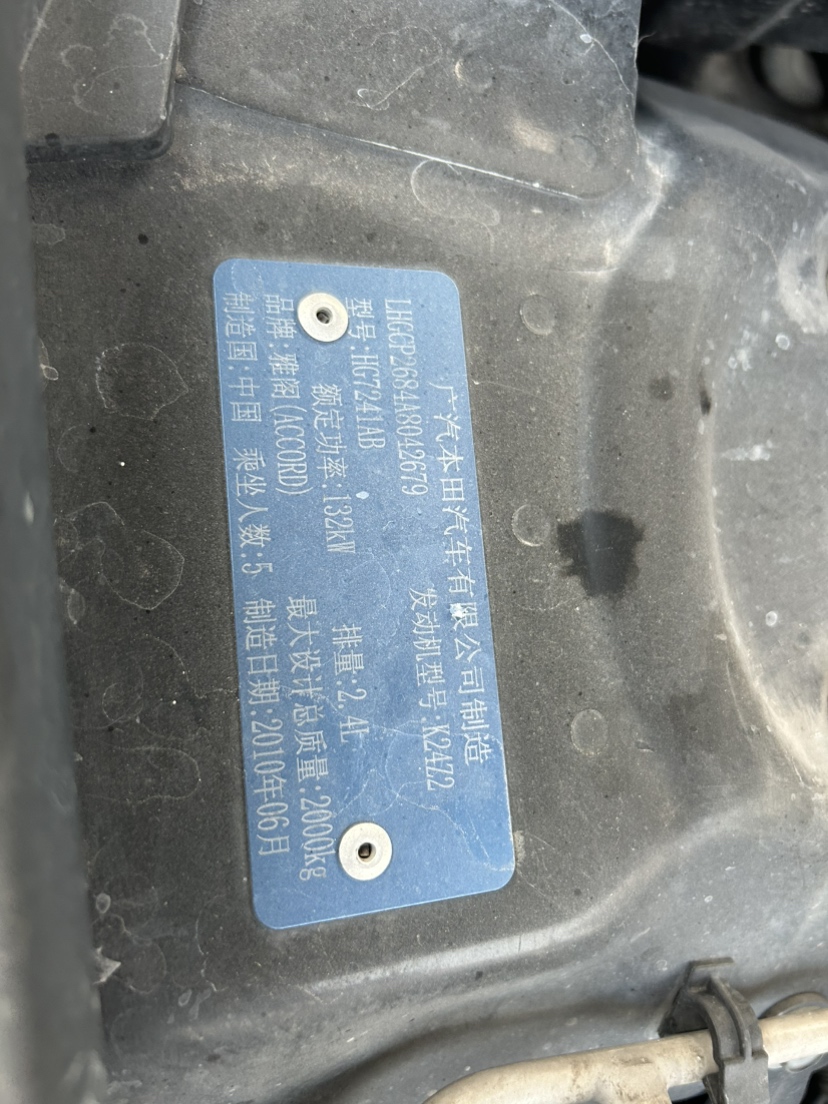 广汽本田汽车有限公司制造
LHGCP2684A8042679 发动机型号:K24Z2
型号:HG7241AB 排量:2.4L
额定功率:132kW 最大设计总质量:2000kg
品牌:雅阁(ACCORD)
制造国:中国 乘坐人数:5 制造日期:2010年06月